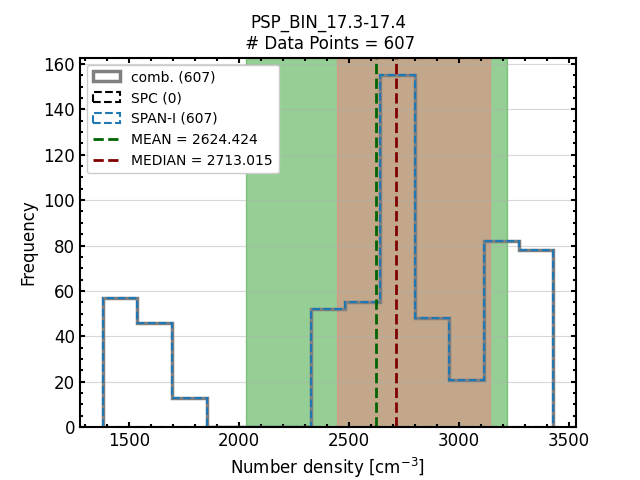 PSP_BIN_17.3-17.4
# Data Points = 607
comb. (607)
SPC (0)
SPAN-I (607)
MEAN = 2624.424
MEDIAN = 2713.015
160
140
120
100
80
60
40
20
0
Frequency
1500 2000 2500 3000 3500
Number density [cm⁻³]